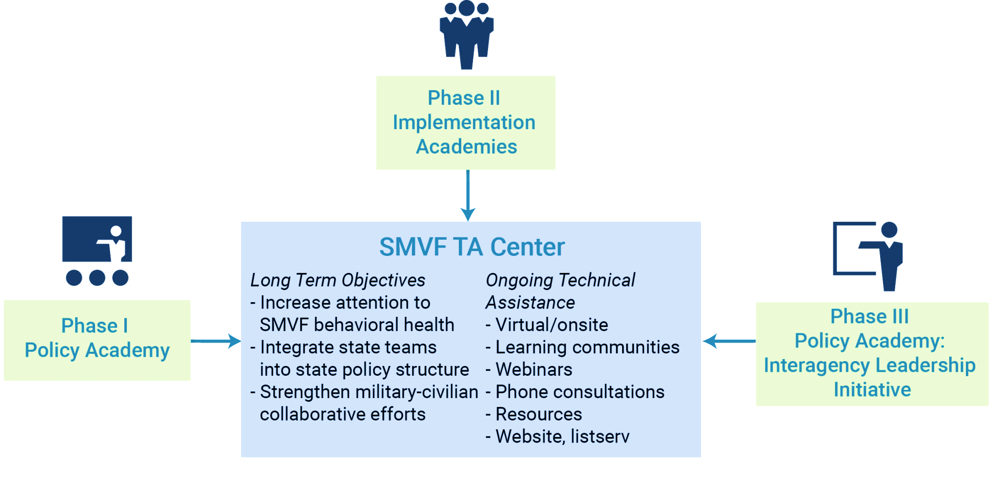 Phase II
Implementation
Academies
Phase I
Policy Academy
SMVF TA Center
Long Term Objectives
- Increase attention to
SMVF behavioral health
- Integrate state teams
into state policy structure
- Strengthen military-civilian
collaborative efforts
Ongoing Technical
Assistance
- Virtual/onsite
- Learning communities
- Webinars
- Phone consultations
- Resources
- Website, listserv
Phase III
Policy Academy:
Interagency Leadership
Initiative